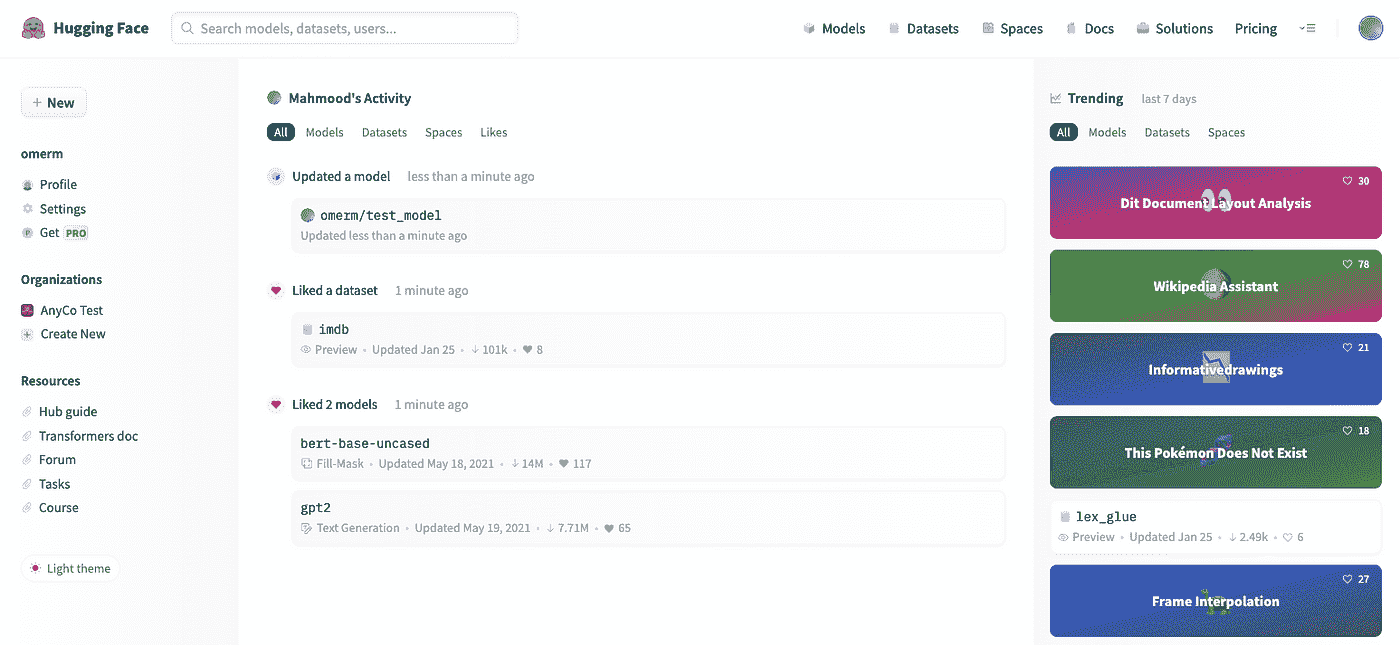 Hugging Face
Search models, datasets, users...
Models
Datasets
Spaces
Docs
Solutions
Pricing
+ New
omerm
Profile
Settings
Get PRO
Organizations
AnyCo Test
Create New
Resources
Hub guide
Transformers doc
Forum
Tasks
Course
Light theme
Mahmood's Activity
All Models Datasets Spaces Likes
Updated a model less than a minute ago
omerm/test_model
Updated less than a minute ago
Liked a dataset 1 minute ago
imdb
Preview • Updated Jan 25 • ↓ 101k • ♥ 8
Liked 2 models 1 minute ago
bert-base-uncased
Fill-Mask • Updated May 18, 2021 • ↓ 14M • ♥ 117
gpt2
Text Generation • Updated May 19, 2021 • ↓ 7.71M • ♥ 65
Trending last 7 days
All Models Datasets Spaces
♡ 30
Dit Document Layout Analysis
♡ 78
Wikipedia Assistant
♡ 21
Informativedrawings
♡ 18
This Pokémon Does Not Exist
lex_glue
Preview • Updated Jan 25 • ↓ 2.49k • ♡ 6
♡ 27
Frame Interpolation